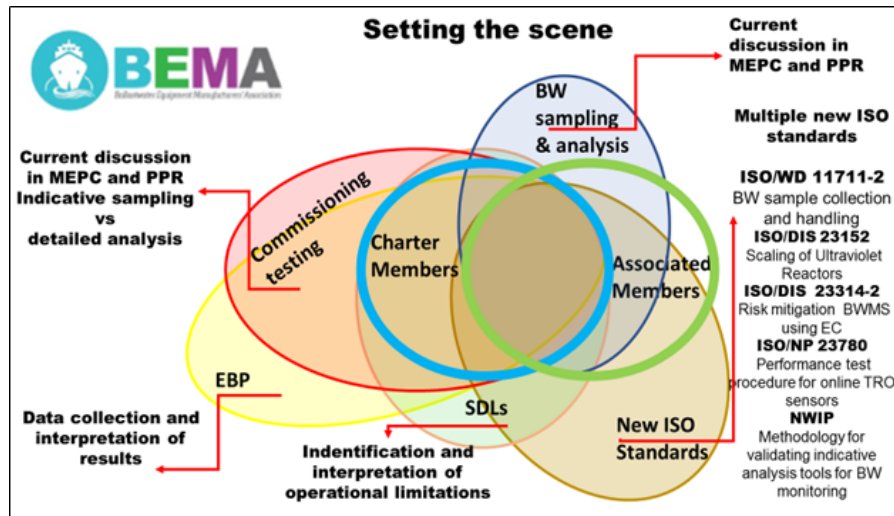 Setting the scene
BEMA
Ballastwater Equipment Manufacturers' Association
Current
discussion in
MEPC and PPR
BW
sampling
& analysis
Multiple new ISO
standards
Current discussion
in MEPC and PPR
Indicative sampling
vs
detailed analysis
Commissioning
testing
Charter
Members
Associated
Members
ISO/WD 11711-2
BW sample collection
and handling
ISO/DIS 23152
Scaling of Ultraviolet
Reactors
ISO/DIS 23314-2
Risk mitigation BWMS
using EC
ISO/NP 23780
Performance test
procedure for online TRO
sensors
NWIP
Methodology for
validating indicative
analysis tools for BW
monitoring
EBP
SDLs
New ISO
Standards
Data collection and
interpretation of
results
Indentification and
interpretation of
operational limitations